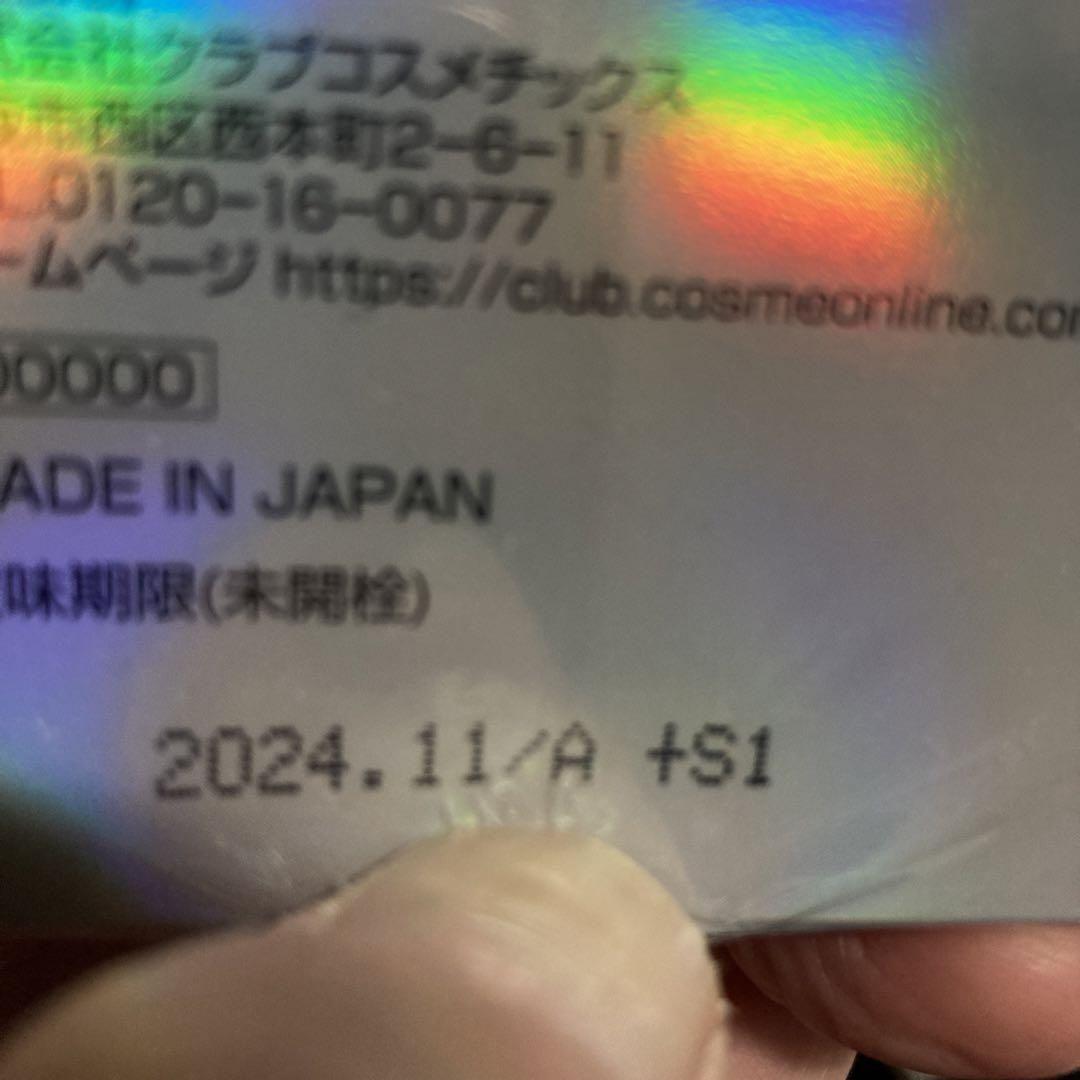 会社クラブコスメチックス
市西区西本町2-6-11
0120-16-0077
ームページ https://club.cosmeonline.com
00000
MADE IN JAPAN
味期限(未開栓)
2024.11/A +S1